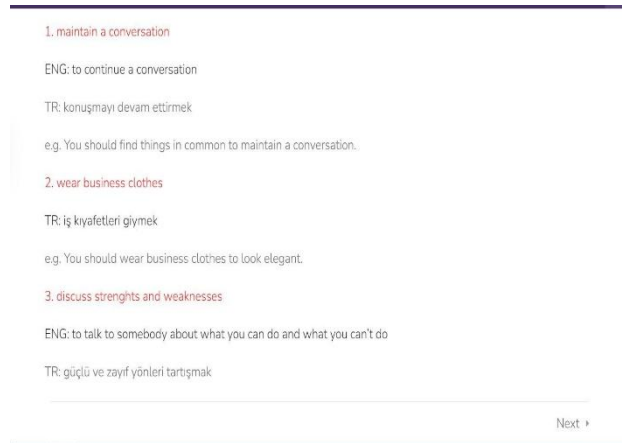 1. maintain a conversation
ENG: to continue a conversation
TR: konuşmayı devam ettirmek
e.g. You should find things in common to maintain a conversation.
2. wear business clothes
TR: iş kıyafetleri giymek
e.g. You should wear business clothes to look elegant.
3. discuss strenghts and weaknesses
ENG: to talk to somebody about what you can do and what you can't do
TR: güçlü ve zayıf yönleri tartışmak
Next